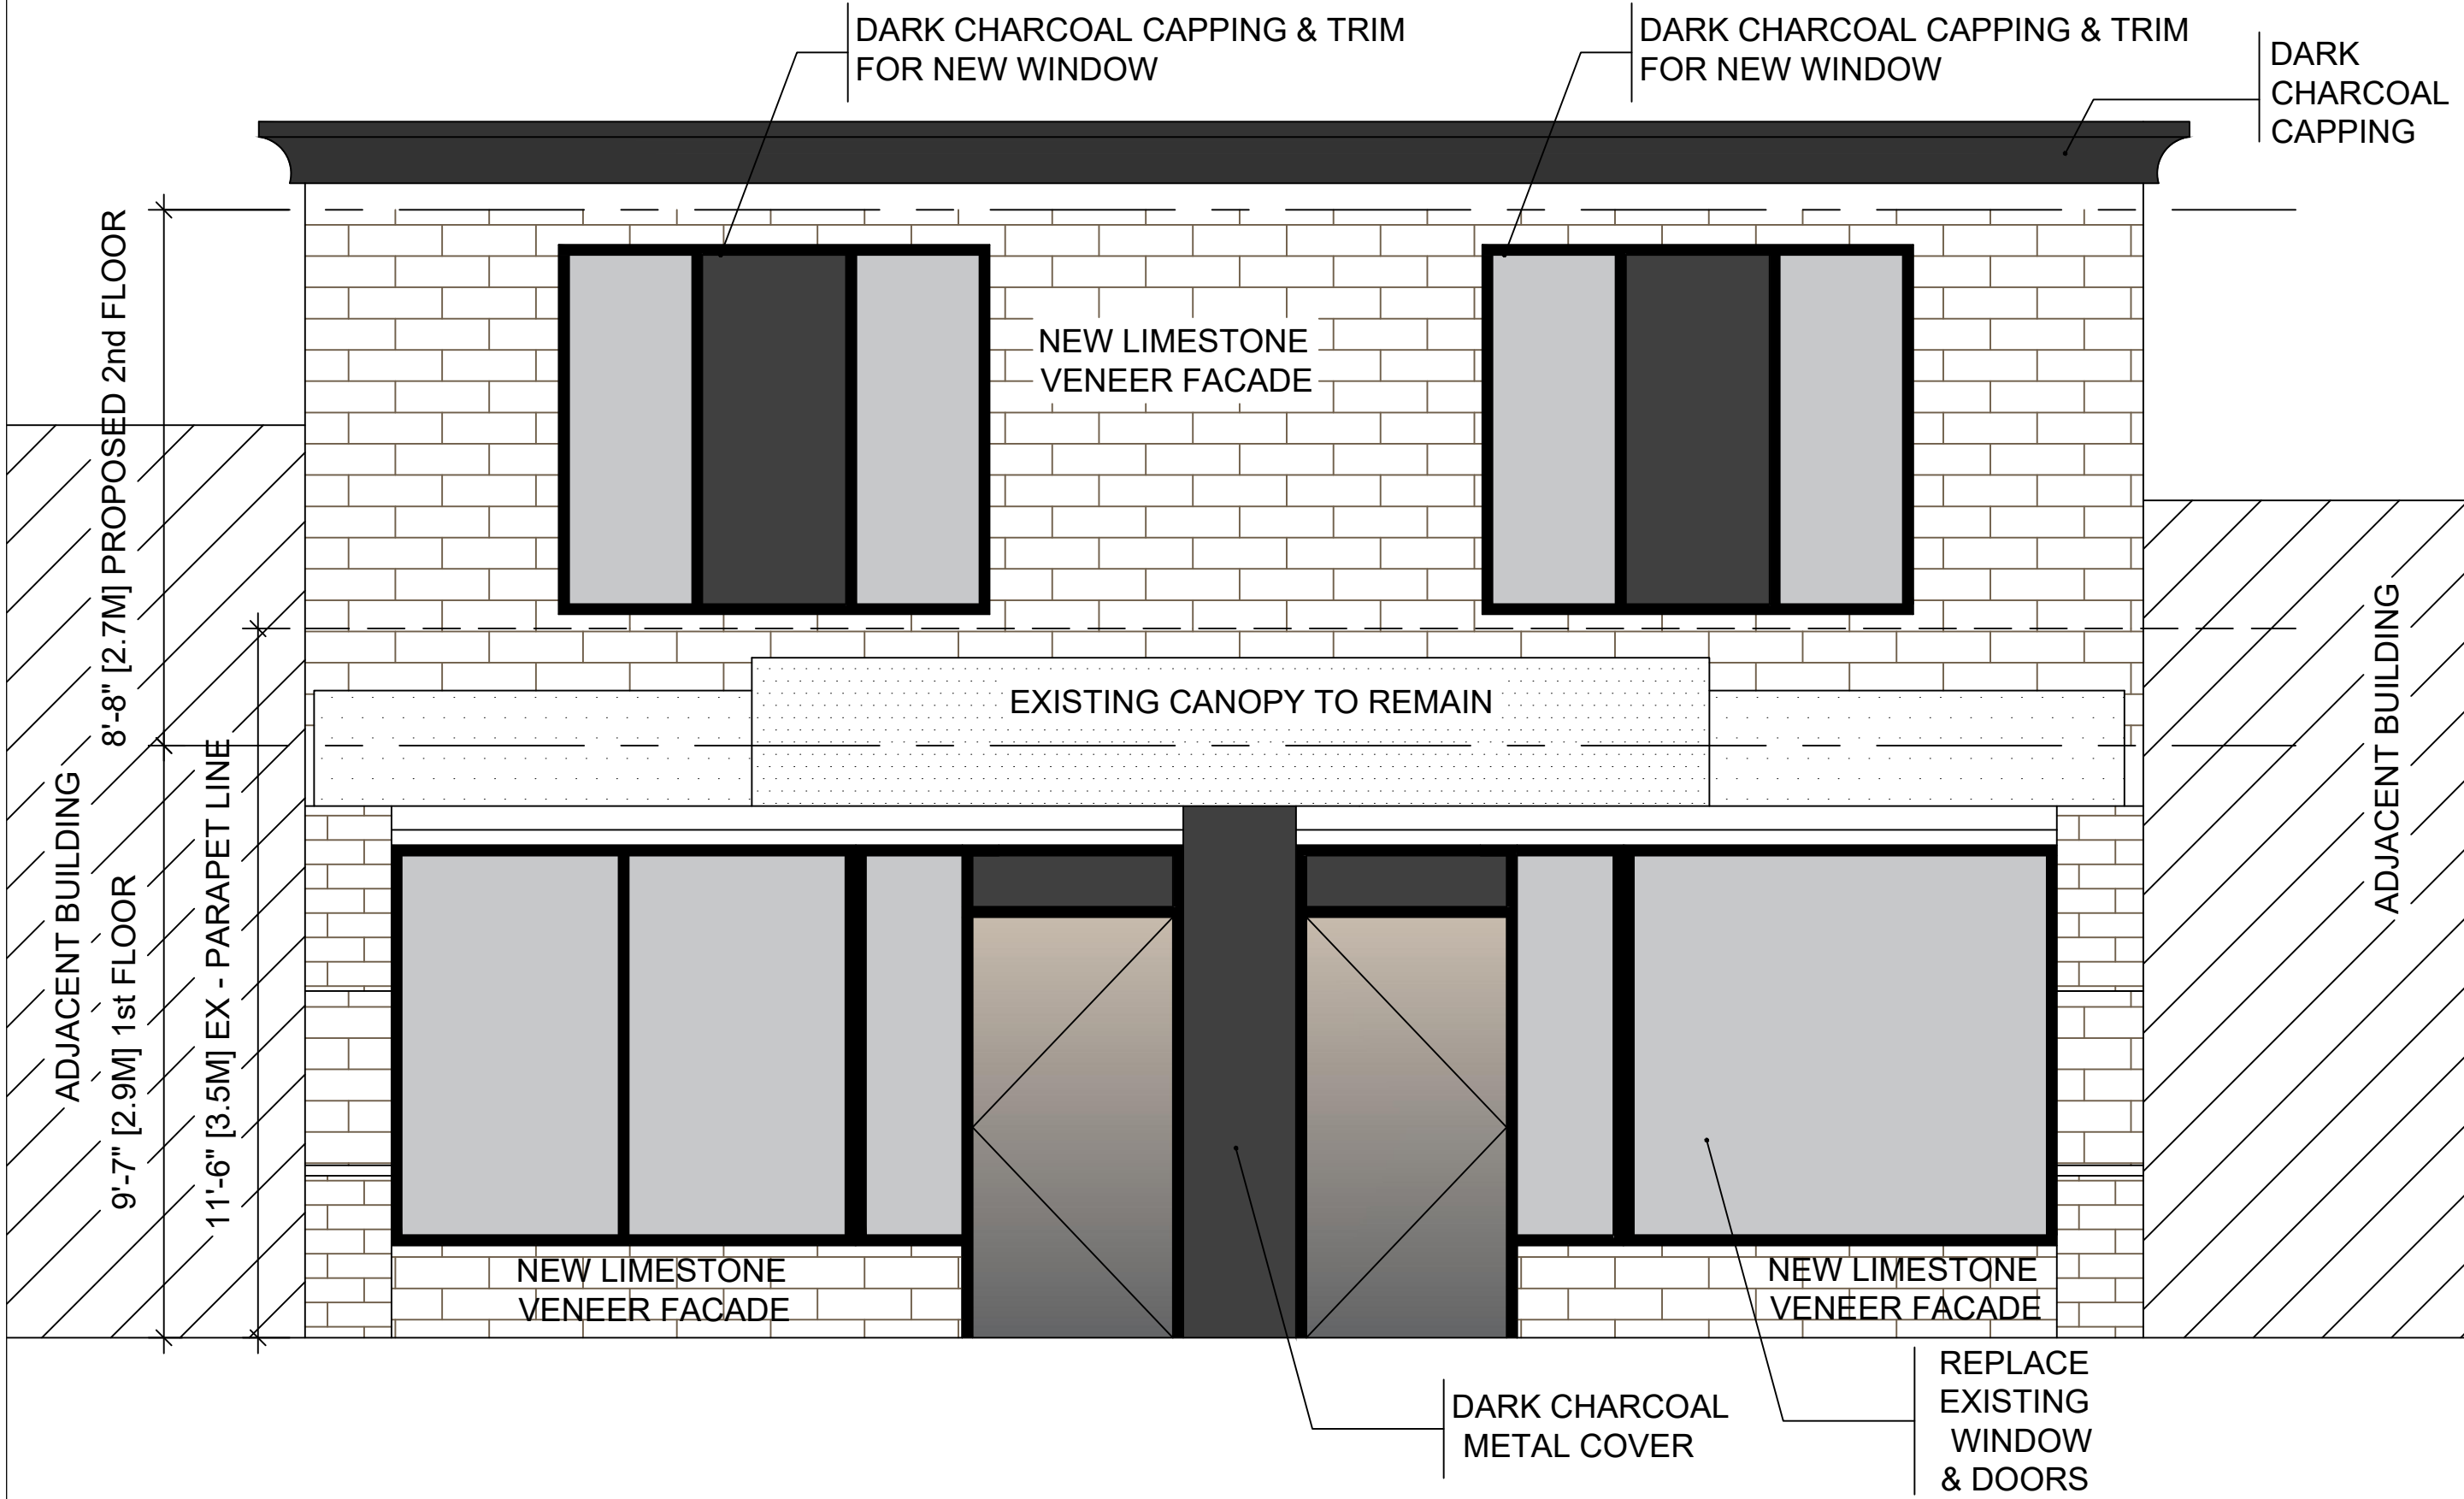 DARK CHARCOAL CAPPING & TRIM
FOR NEW WINDOW
DARK CHARCOAL CAPPING & TRIM
FOR NEW WINDOW
DARK
CHARCOAL
CAPPING
8'-8" [2.7M] PROPOSED 2nd FLOOR
NEW LIMESTONE
VENEER FACADE
EXISTING CANOPY TO REMAIN
ADJACENT BUILDING
9'-7" [2.9M] 1st FLOOR
11'-6" [3.5M] EX - PARAPET LINE
ADJACENT BUILDING
NEW LIMESTONE
VENEER FACADE
NEW LIMESTONE
VENEER FACADE
DARK CHARCOAL
METAL COVER
REPLACE
EXISTING
WINDOW
& DOORS